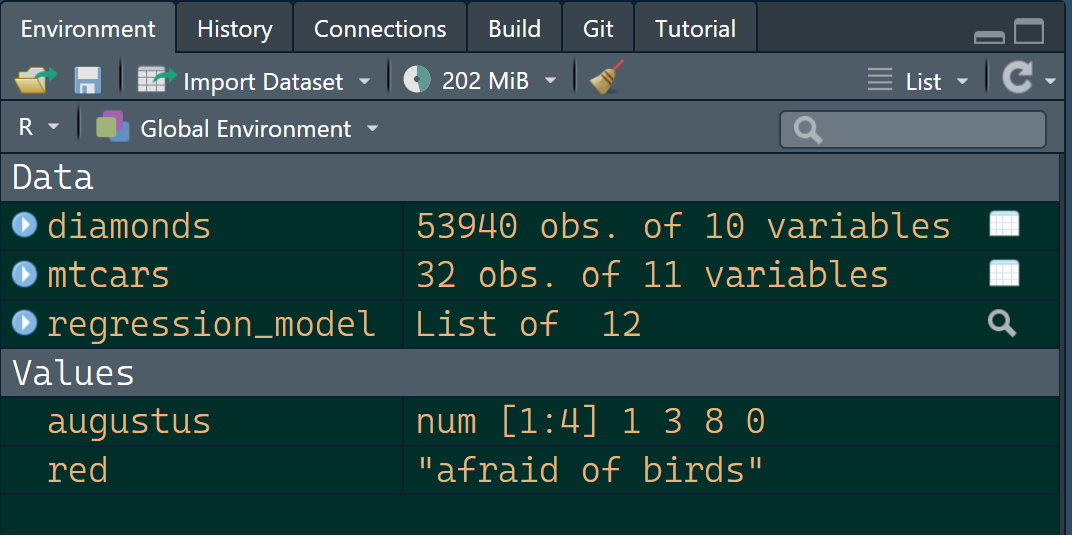 Environment History Connections Build Git Tutorial
Import Dataset 202 MiB List
R Global Environment
Data
diamonds 53940 obs. of 10 variables
mtcars 32 obs. of 11 variables
regression_model List of  12
Values
augustus num [1:4] 1 3 8 0
red "afraid of birds"